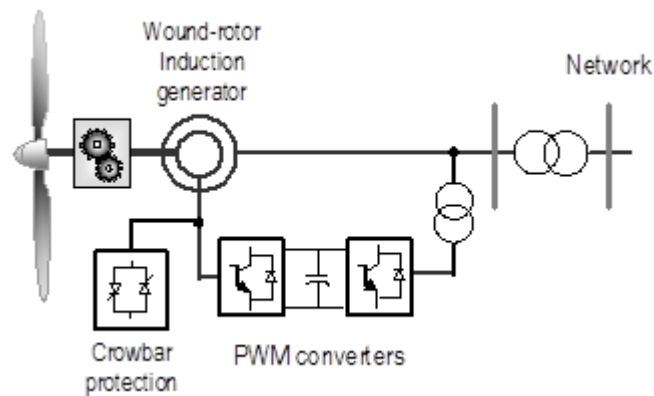 Wound-rotor
Induction
generator
Network
Crowbar
protection
PWM converters